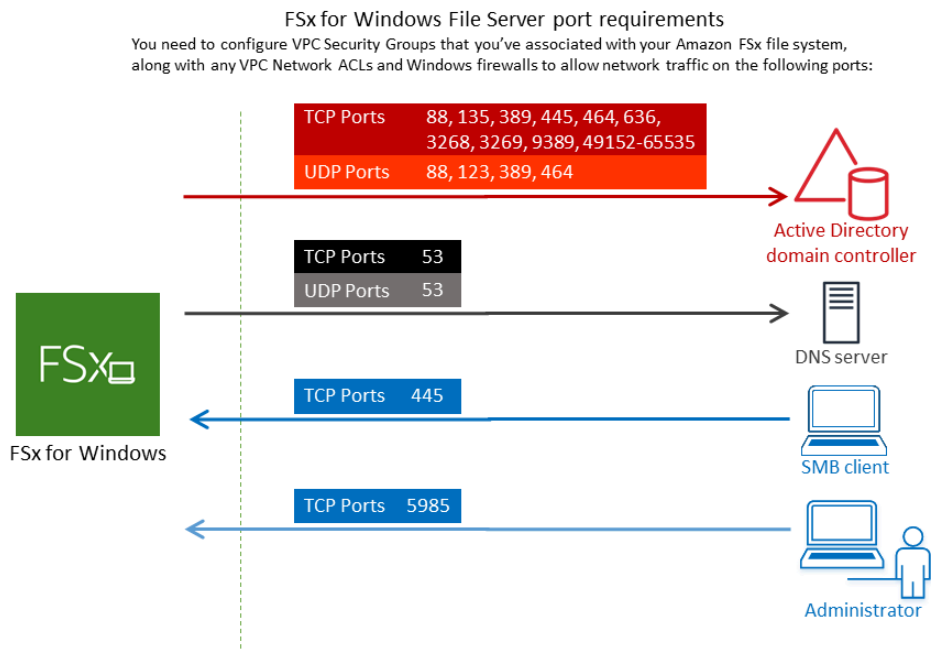 FSx for Windows File Server port requirements
You need to configure VPC Security Groups that you've associated with your Amazon FSx file system,
along with any VPC Network ACLs and Windows firewalls to allow network traffic on the following ports:
TCP Ports 88, 135, 389, 445, 464, 636,
3268, 3269, 9389, 49152-65535
UDP Ports 88, 123, 389, 464
Active Directory
domain controller
TCP Ports 53
UDP Ports 53
DNS server
FSx
FSx for Windows
TCP Ports 445
SMB client
TCP Ports 5985
Administrator